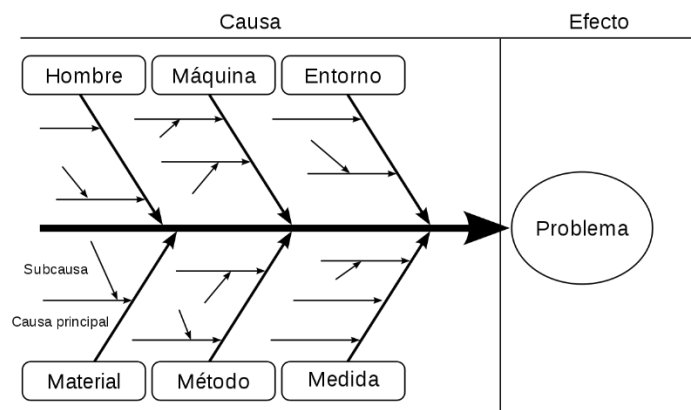 Causa
Efecto
Hombre
Máquina
Entorno
Problema
Subcausa
Causa principal
Material
Método
Medida